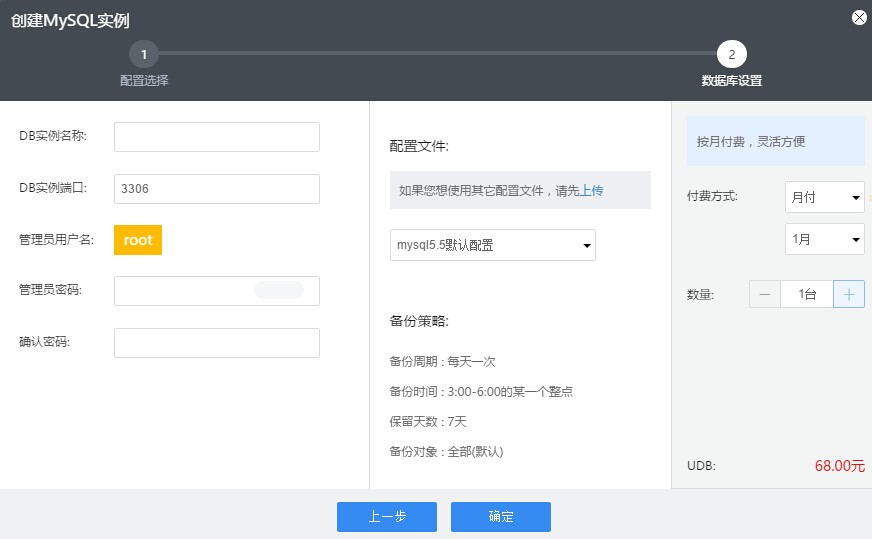 创建MySQL实例
1
2
配置选择
数据库设置
DB实例名称:
DB实例端口:
3306
管理员用户名:
root
管理员密码:
确认密码:
配置文件:
如果您想使用其它配置文件，请先上传
mysql5.5默认配置
备份策略:
备份周期 : 每天一次
备份时间 : 3:00-6:00的某一个整点
保留天数 : 7天
备份对象 : 全部(默认)
按月付费，灵活方便
付费方式:
月付
1月
数量:
1台
UDB:
68.00元
上一步
确定